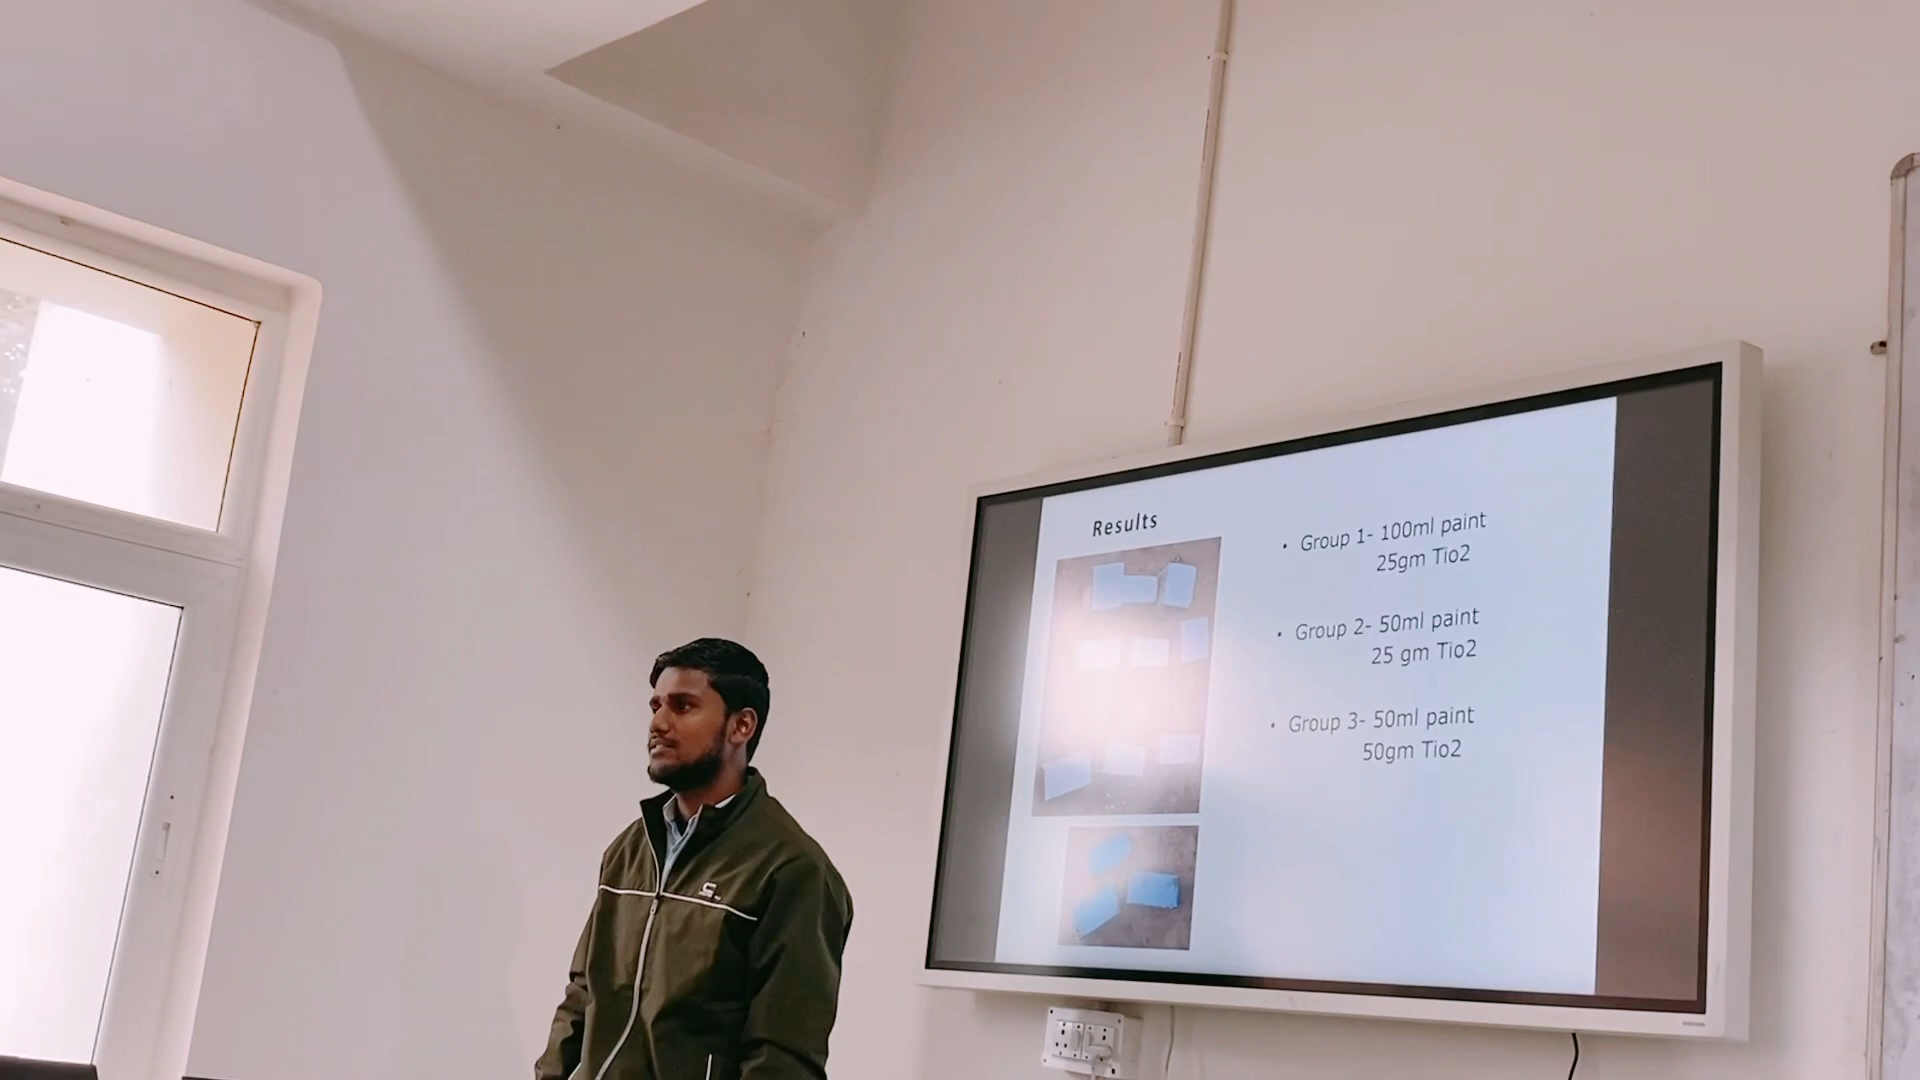 Results
• Group 1- 100ml paint
25gm Tio2
• Group 2- 50ml paint
25 gm Tio2
• Group 3- 50ml paint
50gm Tio2